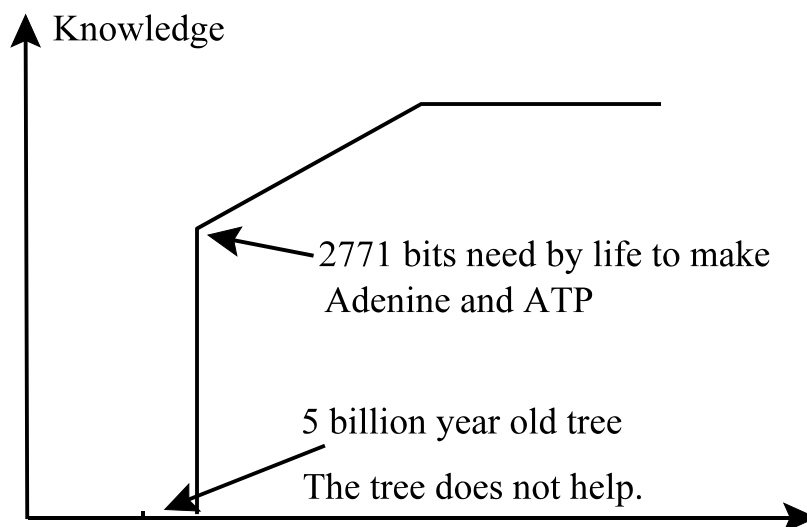 Knowledge
2771 bits need by life to make
Adenine and ATP
5 billion year old tree
The tree does not help.